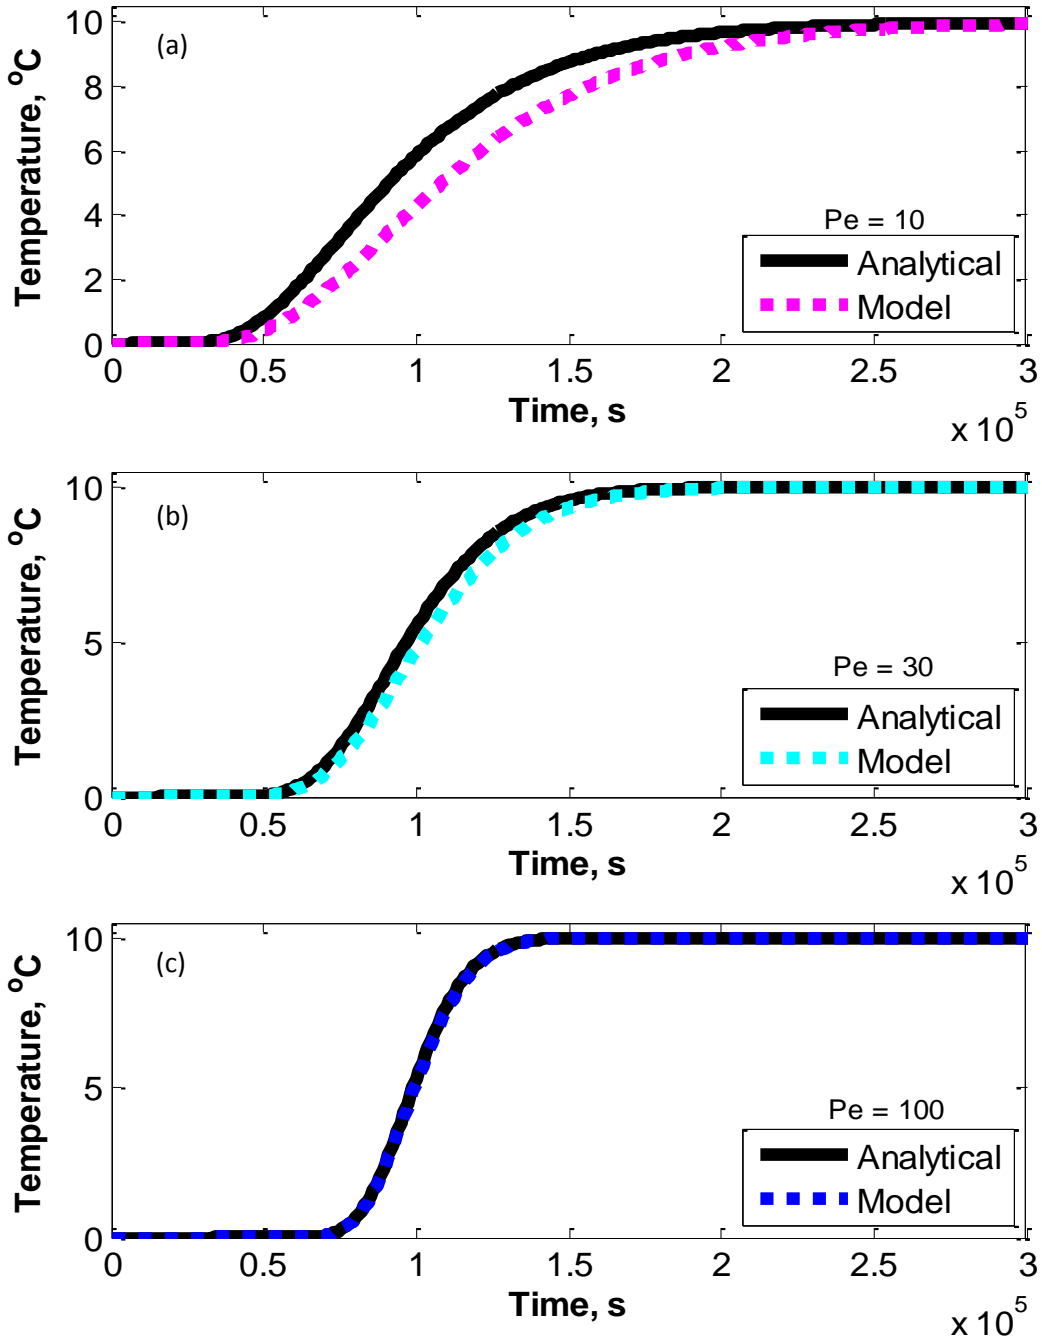 (a)
Temperature, °C
10
8
6
4
2
0
Pe = 10
Analytical
Model
0 0.5 1 1.5 2 2.5 3
Time, s
x 10^5
(b)
Temperature, °C
10
5
0
Pe = 30
Analytical
Model
0 0.5 1 1.5 2 2.5 3
Time, s
x 10^5
(c)
Temperature, °C
10
5
0
Pe = 100
Analytical
Model
0 0.5 1 1.5 2 2.5 3
Time, s
x 10^5